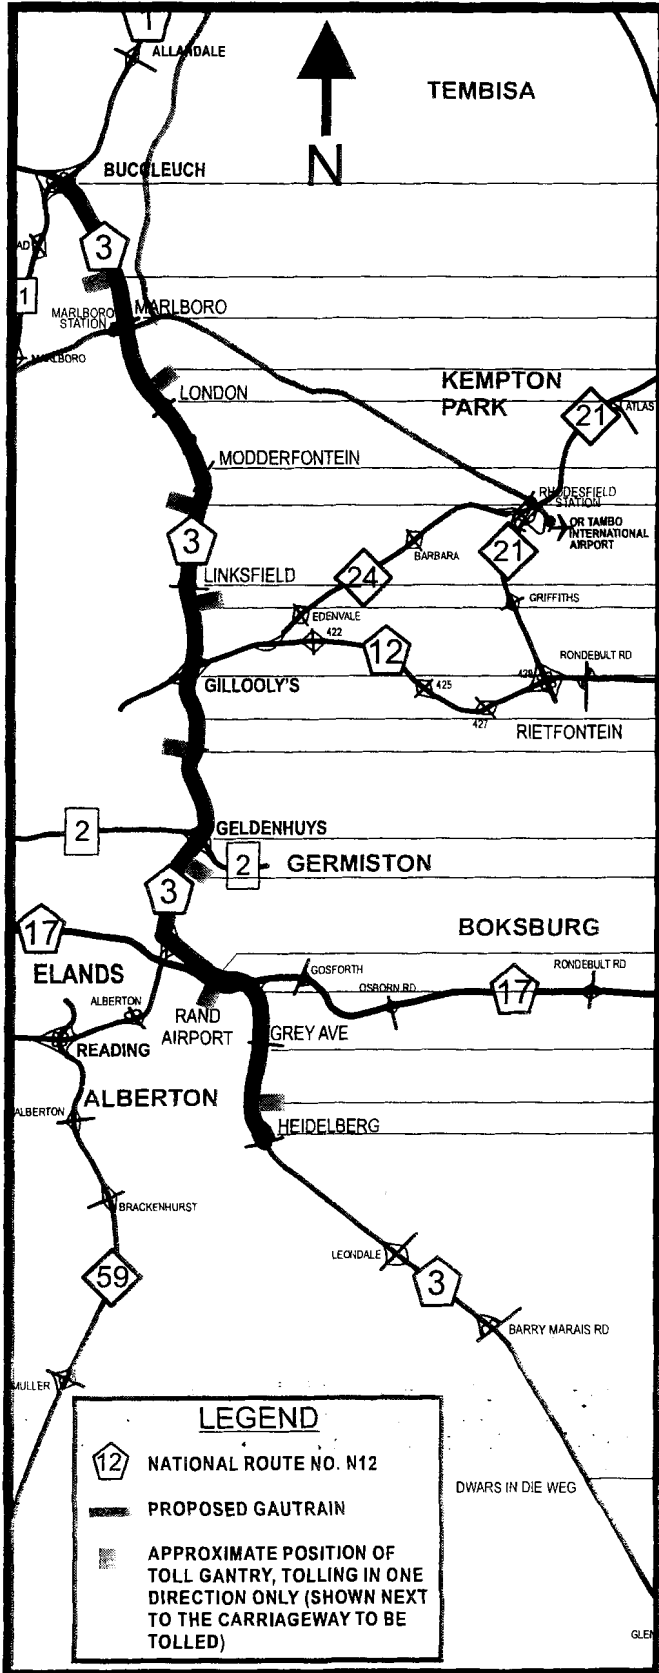 1
ALLANDALE
TEMBISA
N
BUCCLEUCH
3
AD
1
MARLBORO
STATION
MARLBORO
MARLBORO
LONDON
KEMPTON
PARK
21
ATLAS
MODDERFONTEIN
RHODESFIELD
STATION
OR TAMBO
INTERNATIONAL
AIRPORT
3
BARBARA
21
24
LINKSFIELD
GRIFFITHS
EDENVALE
422
12
RONDEBULT RD
GILLOOLY'S
425
427
RIETFONTEIN
2
GELDENHUYS
2
GERMISTON
3
17
BOKSBURG
ELANDS
GOSFORTH
RONDEBULT RD
OSBORN RD
17
ALBERTON
RAND
AIRPORT
GREY AVE
READING
ALBERTON
ALBERTON
HEIDELBERG
BRACKENHURST
LEONDALE
59
3
BARRY MARAIS RD
MULLER
LEGEND
12 NATIONAL ROUTE NO. N12
PROPOSED GAUTRAIN
APPROXIMATE POSITION OF
TOLL GANTRY, TOLLING IN ONE
DIRECTION ONLY (SHOWN NEXT
TO THE CARRIAGEWAY TO BE
TOLLED)
DWARS IN DIE WEG
GLEN